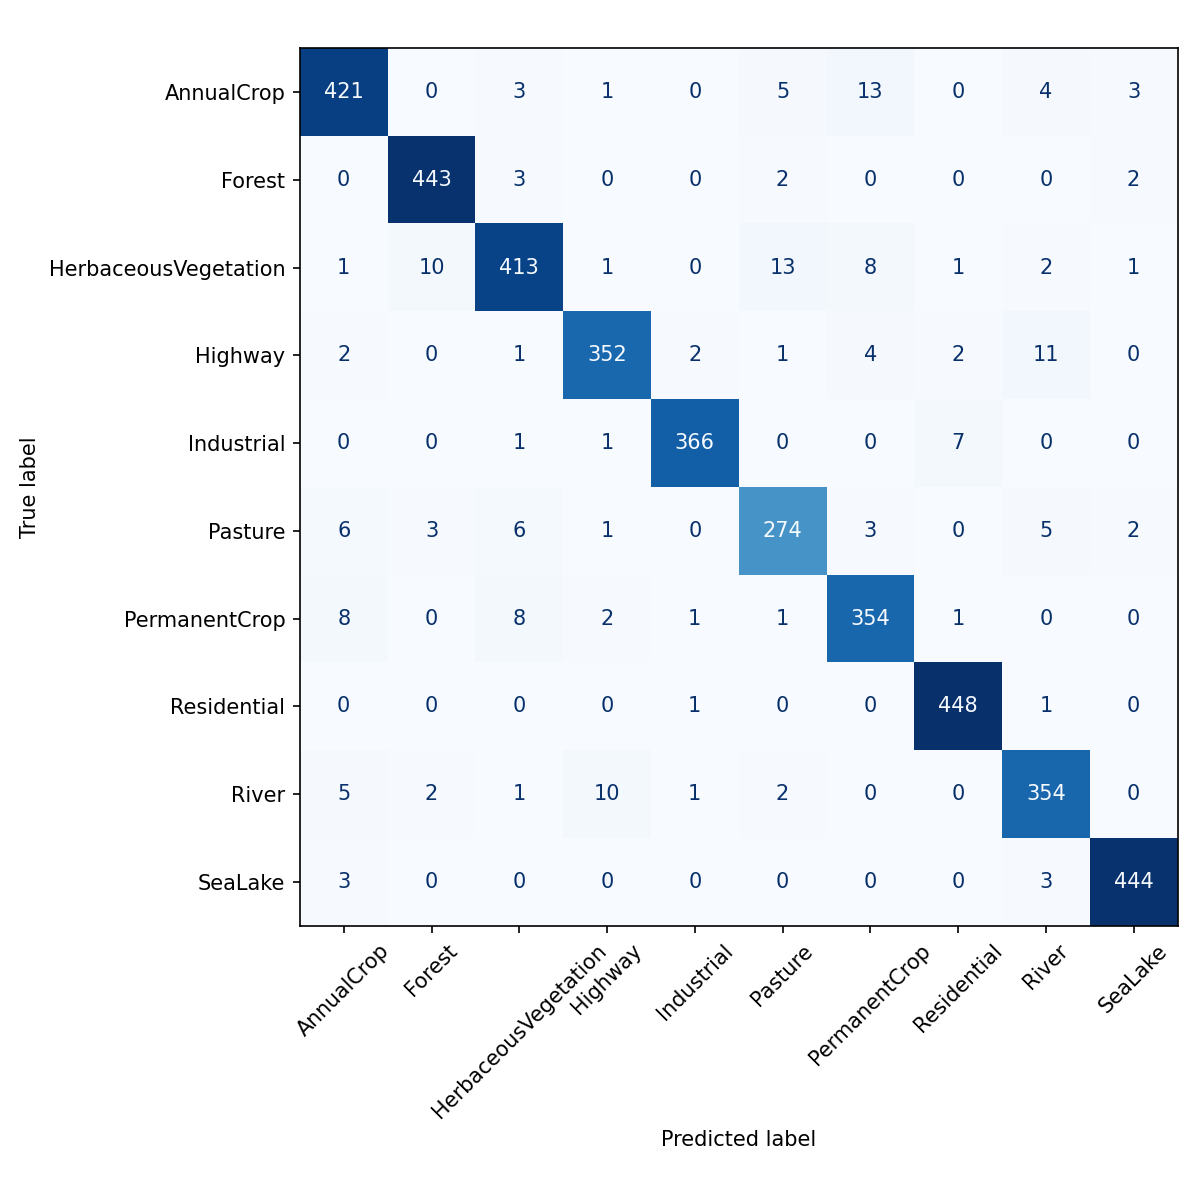 AnnualCrop 421 0 3 1 0 5 13 0 4 3
Forest 0 443 3 0 0 2 0 0 0 2
HerbaceousVegetation 1 10 413 1 0 13 8 1 2 1
Highway 2 0 1 352 2 1 4 2 11 0
Industrial 0 0 1 1 366 0 0 7 0 0
Pasture 6 3 6 1 0 274 3 0 5 2
PermanentCrop 8 0 8 2 1 1 354 1 0 0
Residential 0 0 0 0 1 0 0 448 1 0
River 5 2 1 10 1 2 0 0 354 0
SeaLake 3 0 0 0 0 0 0 0 3 444
True label
AnnualCrop
Forest
HerbaceousVegetation
Highway
Industrial
Pasture
PermanentCrop
Residential
River
SeaLake
Predicted label